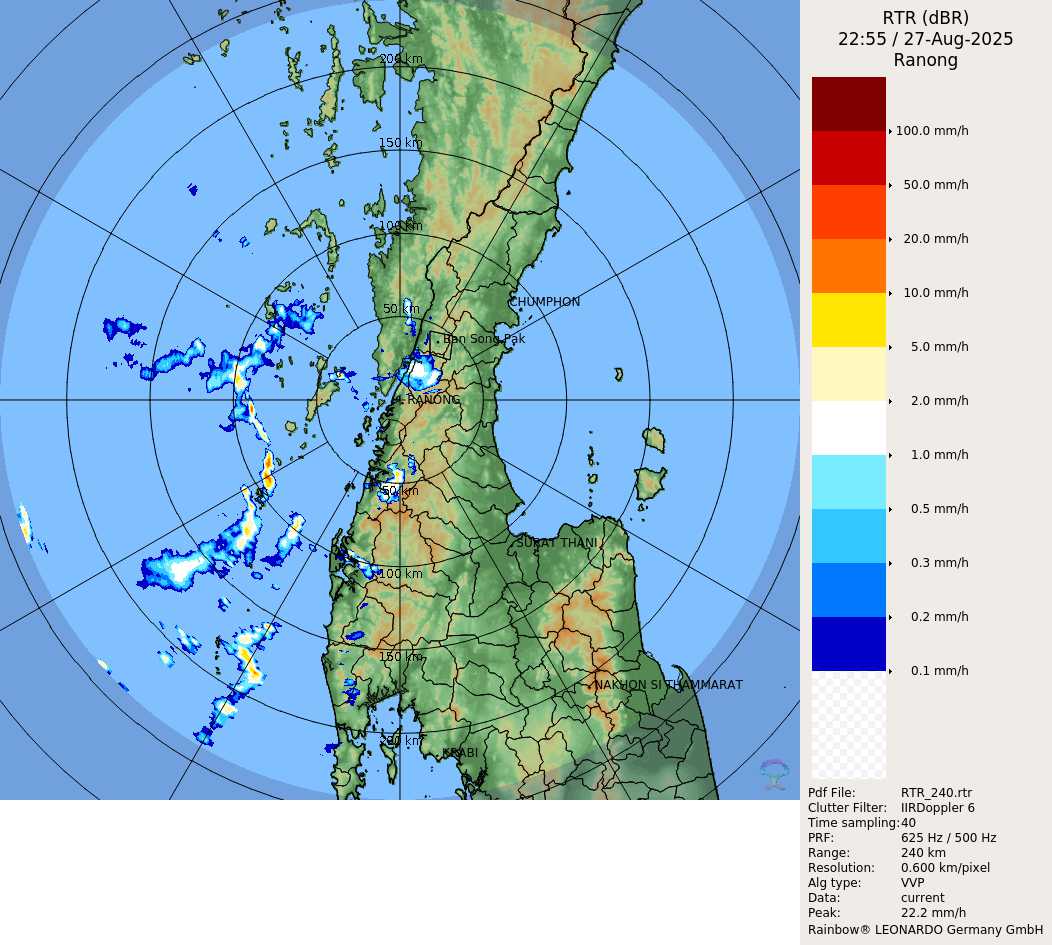 RTR (dBR)
22:55 / 27-Aug-2025
Ranong
100.0 mm/h
50.0 mm/h
20.0 mm/h
10.0 mm/h
5.0 mm/h
2.0 mm/h
1.0 mm/h
0.5 mm/h
0.3 mm/h
0.2 mm/h
0.1 mm/h
200 km
150 km
100 km
50 km
CHUMPHON
Ban Song Pak
RANONG
50 km
SURAT THANI
100 km
150 km
NAKHON SI THAMMARAT
200 km
KRABI
Pdf File: RTR_240.rtr
Clutter Filter: IIRDoppler 6
Time sampling:40
PRF: 625 Hz / 500 Hz
Range: 240 km
Resolution: 0.600 km/pixel
Alg type: VVP
Data: current
Peak: 22.2 mm/h
Rainbow® LEONARDO Germany GmbH